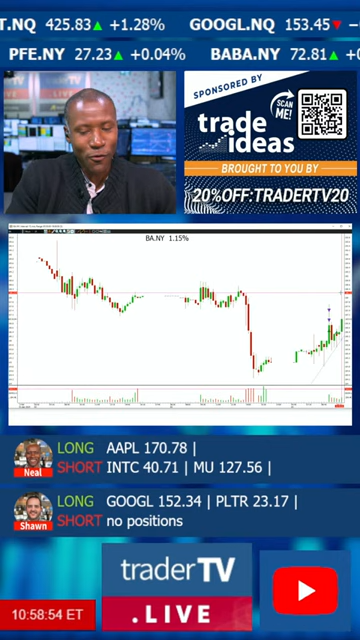 T.NQ 425.83 ▲ +1.28% GOOGL.NQ 153.45 ▼ –
PFE.NY 27.23 ▲ +0.04% BABA.NY 72.81 ▲ +0
LIVE
SPONSORED BY
SCAN ME!
trade ideas
BROUGHT TO YOU BY
20%OFF:TRADERTV20
BA.NY 1.15%
LONG AAPL 170.78 |
SHORT INTC 40.71 | MU 127.56 |
Neal
LONG GOOGL 152.34 | PLTR 23.17 |
SHORT no positions
Shawn
traderTV
.LIVE
10:58:54 ET